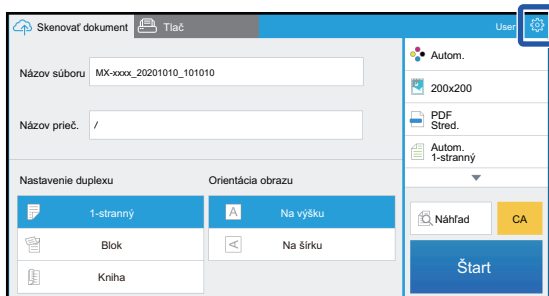 Skenovať dokument
Tlač
User
Názov súboru
MX-xxxx_20201010_101010
Názov prieč.
/
Nastavenie duplexu
Orientácia obrazu
1-stranný
Blok
Kniha
A
Na výšku
A
Na šírku
Autom.
200x200
PDF
Stred.
Autom.
1-stranný
Náhľad
CA
Štart